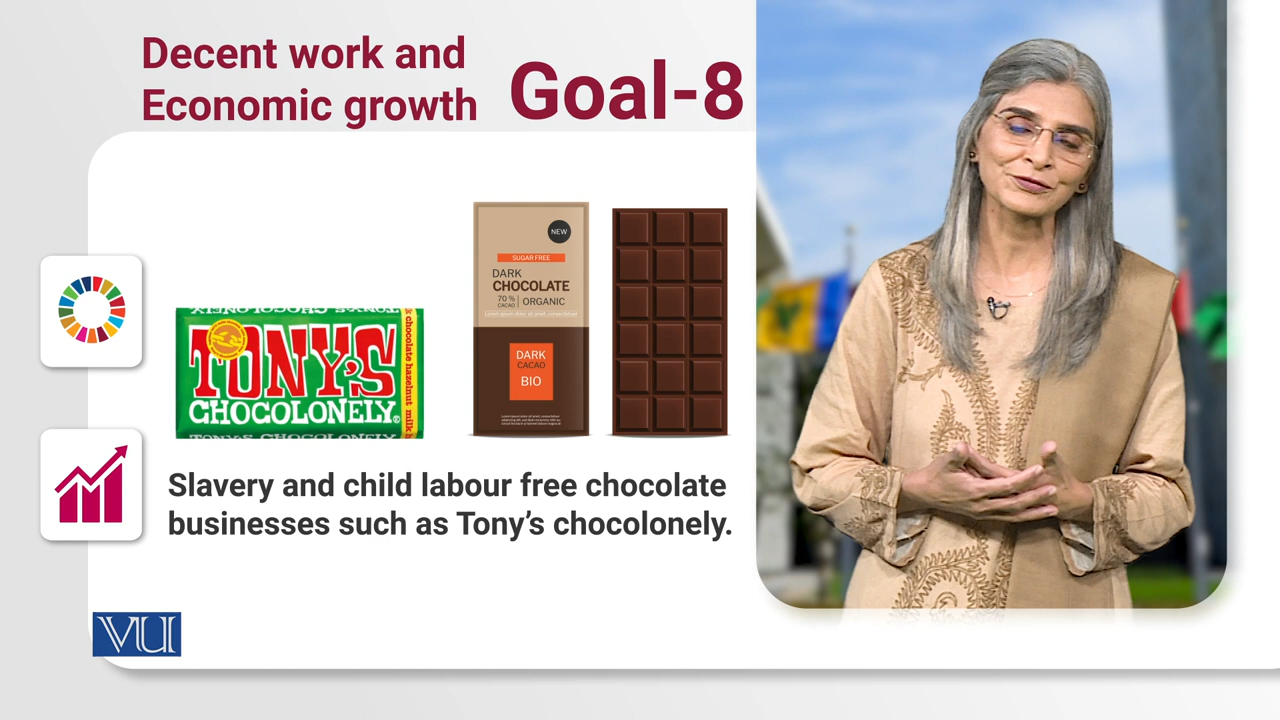 Decent work and
Economic growth
Goal-8
TONY'S
CHOCOLONELY
chocolate hazelnut milk
NEW
SUGAR FREE
DARK
CHOCOLATE
70 %
CACAO
ORGANIC
DARK
CACAO
BIO
Slavery and child labour free chocolate
businesses such as Tony’s chocolonely.
VU